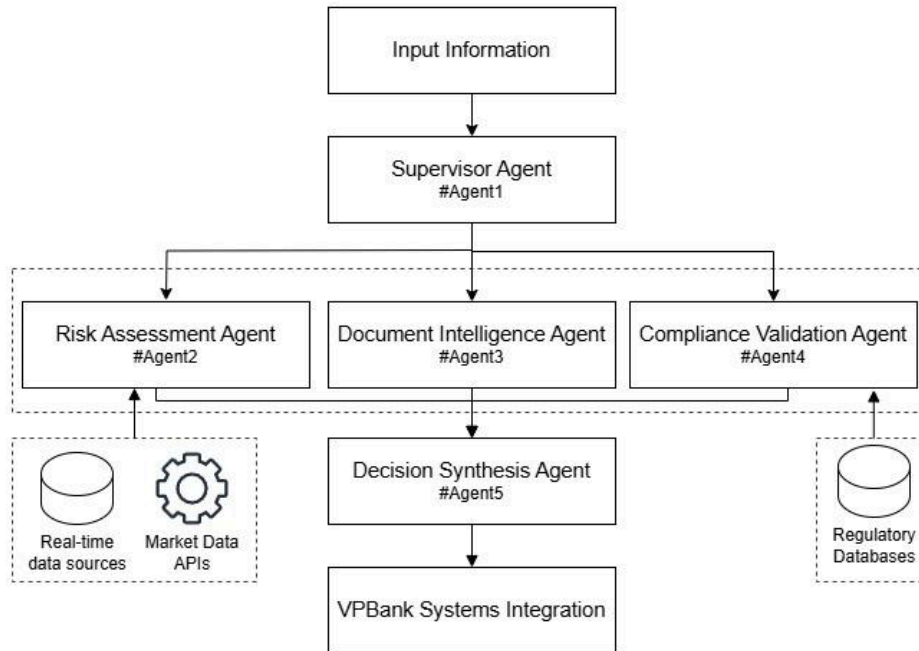 Input Information
Supervisor Agent
#Agent1
Risk Assessment Agent
#Agent2
Document Intelligence Agent
#Agent3
Compliance Validation Agent
#Agent4
Decision Synthesis Agent
#Agent5
Real-time
data sources
Market Data
APIs
Regulatory
Databases
VPBank Systems Integration